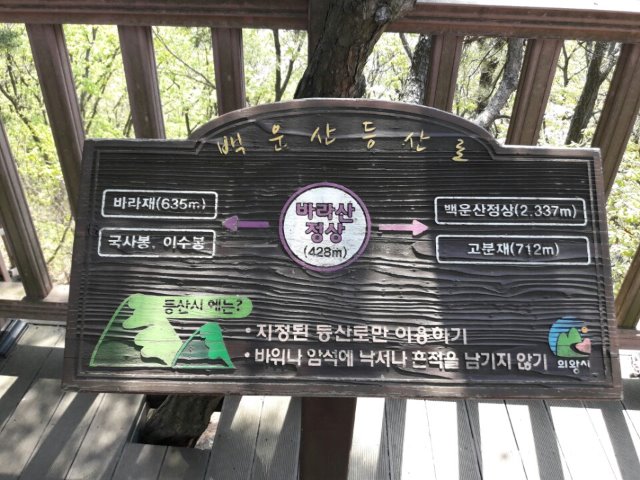 백운산등산로
바라재(635m)
국사봉, 이수봉
바라산
정상
(428m)
백운산정상(2.337m)
고분재(712m)
등산시 에는?
• 지정된 등산로만 이용하기
• 바위나 암석에 낙서나 흔적을 남기지 않기
의왕시